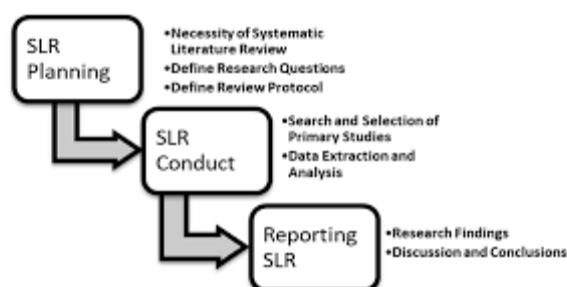 SLR
Planning
•Necessity of Systematic
Literature Review
•Define Research Questions
•Define Review Protocol
SLR
Conduct
•Search and Selection of
Primary Studies
•Data Extraction and
Analysis
Reporting
SLR
•Research Findings
•Discussion and Conclusions